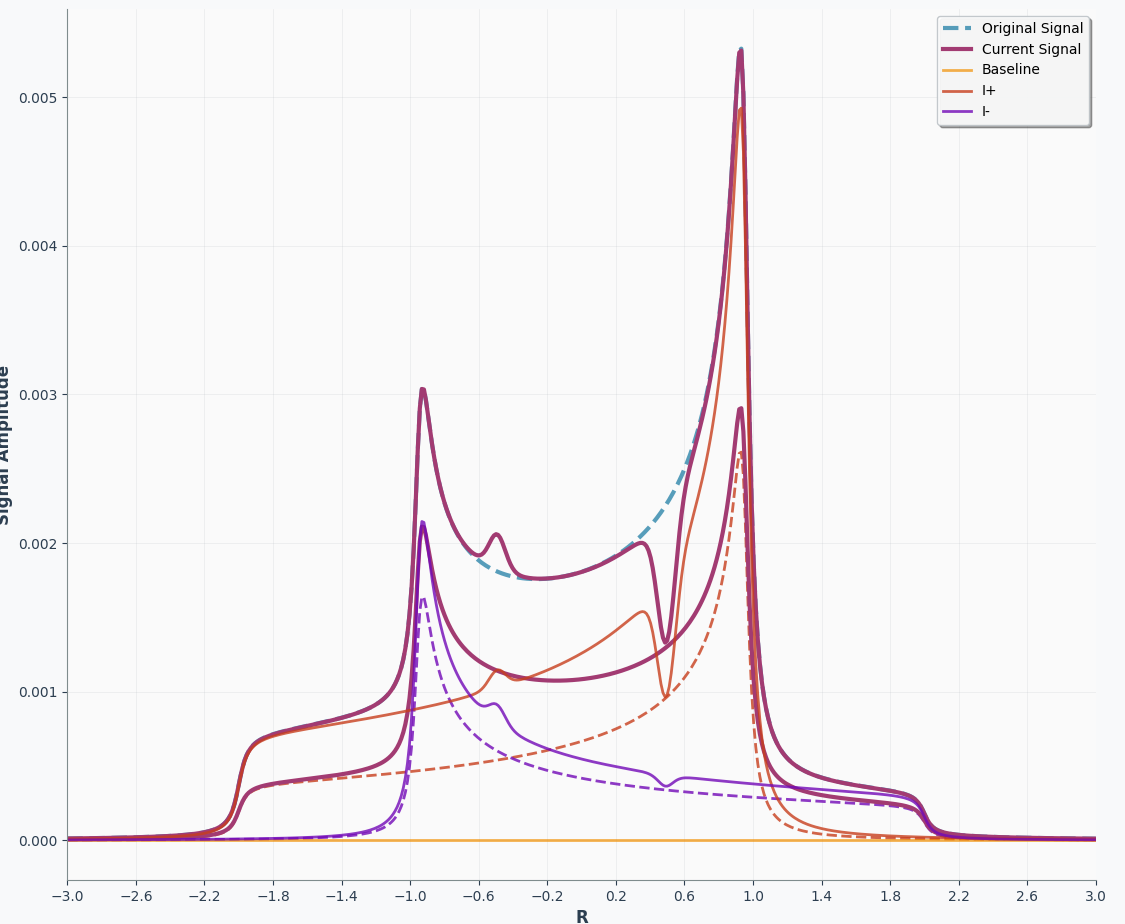 Original Signal
Current Signal
Baseline
I+
I-
Signal Amplitude
0.005
0.004
0.003
0.002
0.001
0.000
−3.0 −2.6 −2.2 −1.8 −1.4 −1.0 −0.6 −0.2 0.2 0.6 1.0 1.4 1.8 2.2 2.6 3.0
R